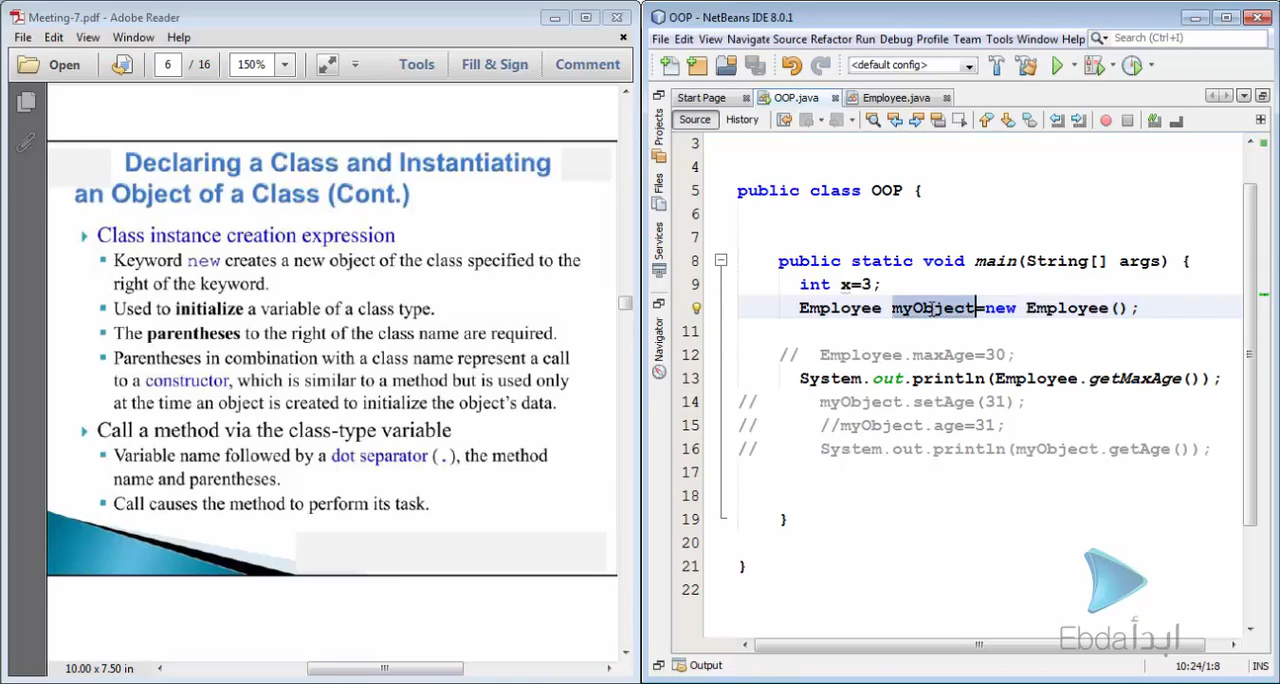 Meeting-7.pdf - Adobe Reader
File Edit View Window Help
Open 6 / 16 150% Tools Fill & Sign Comment
Declaring a Class and Instantiating
an Object of a Class (Cont.)
Class instance creation expression
Keyword new creates a new object of the class specified to the
right of the keyword.
Used to initialize a variable of a class type.
The parentheses to the right of the class name are required.
Parentheses in combination with a class name represent a call
to a constructor, which is similar to a method but is used only
at the time an object is created to initialize the object's data.
Call a method via the class-type variable
Variable name followed by a dot separator (.), the method
name and parentheses.
Call causes the method to perform its task.
10.00 x 7.50 in
OOP - NetBeans IDE 8.0.1
File Edit View Navigate Source Refactor Run Debug Profile Team Tools Window Help Search (Ctrl+I)
<default config>
Start Page OOP.java Employee.java
Source History
Projects
Files
Services
Navigator
3
4
5 public class OOP {
6
7
8 public static void main(String[] args) {
9 int x=3;
Employee myObject=new Employee();
11
12 // Employee.maxAge=30;
13 System.out.println(Employee.getMaxAge());
14 // myObject.setAge(31);
15 // //myObject.age=31;
16 // System.out.println(myObject.getAge());
17
18
19 }
20
21 }
22
Ebda أبدأ
Output
10:24/1:8 INS